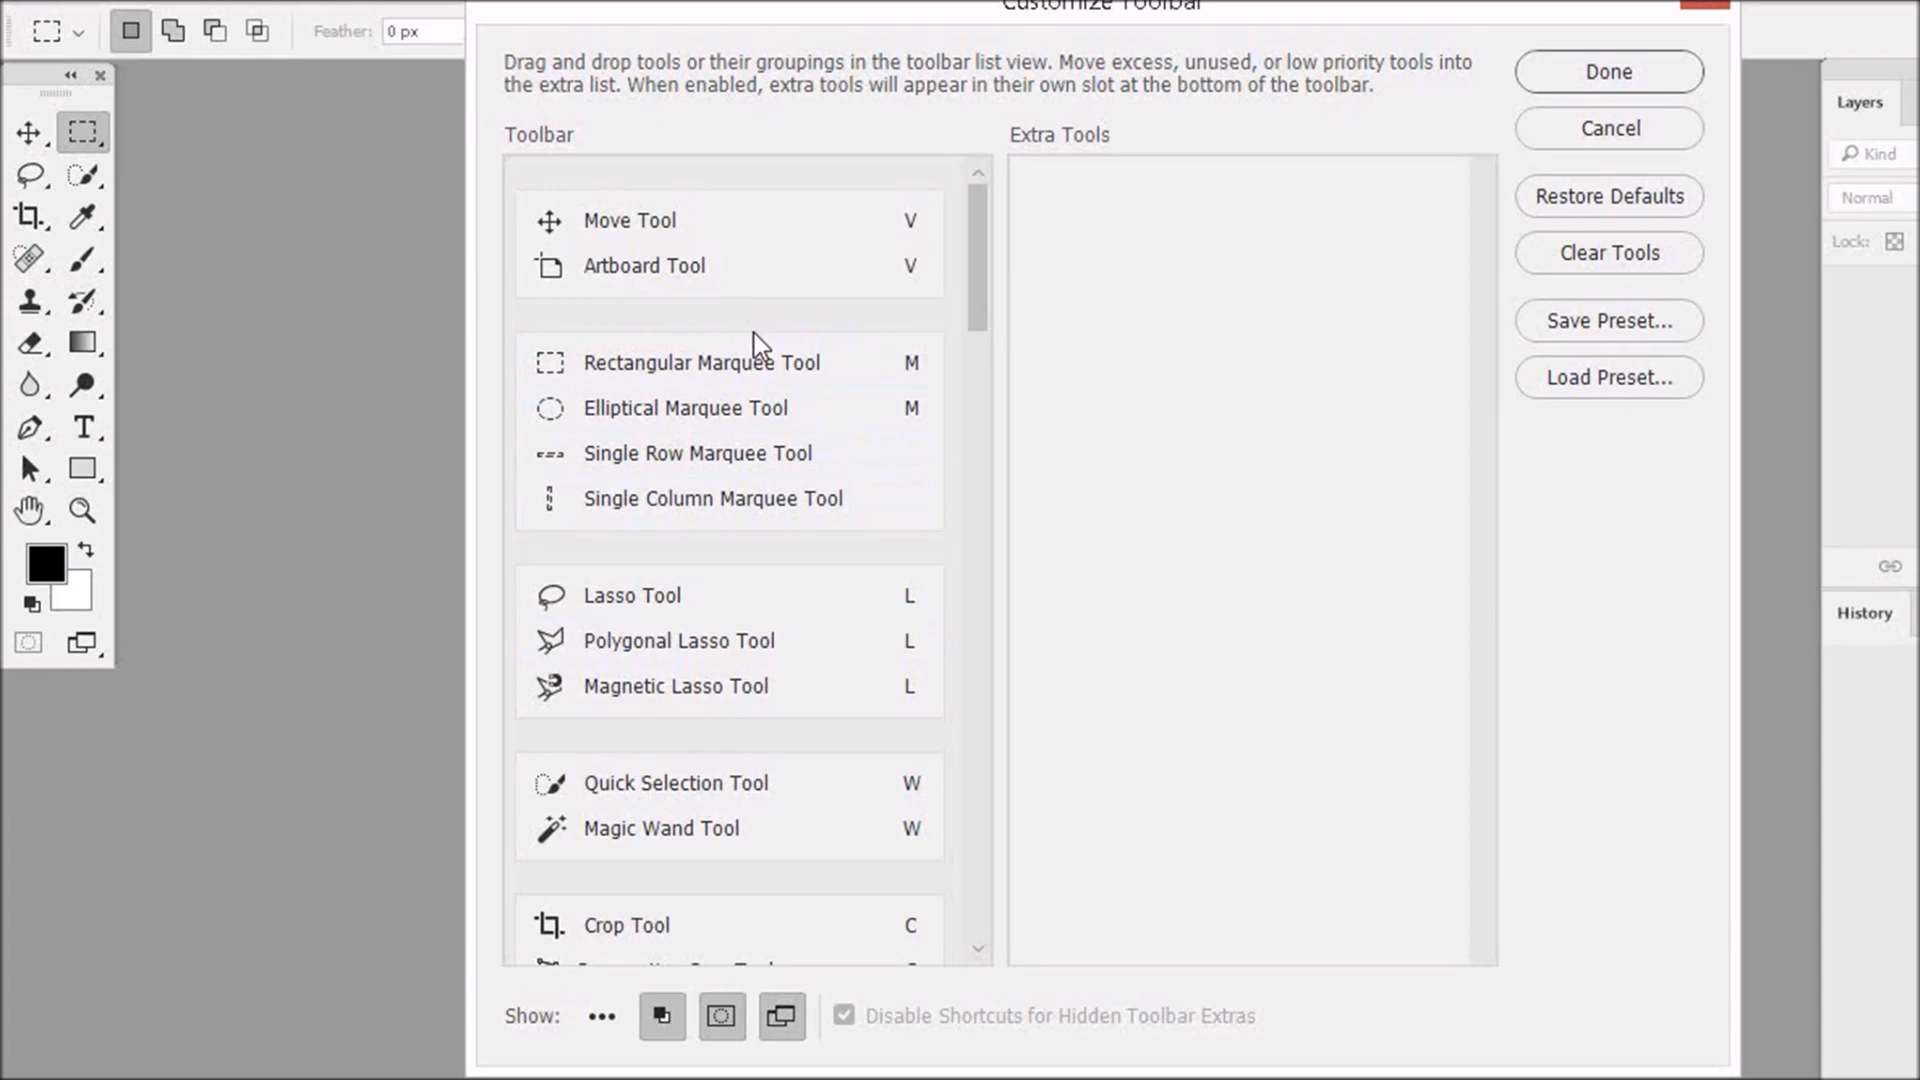 Customize Toolbar
Feather: 0 px
Drag and drop tools or their groupings in the toolbar list view. Move excess, unused, or low priority tools into
the extra list. When enabled, extra tools will appear in their own slot at the bottom of the toolbar.
Toolbar
Extra Tools
Move Tool V
Artboard Tool V
Rectangular Marquee Tool M
Elliptical Marquee Tool M
Single Row Marquee Tool
Single Column Marquee Tool
Lasso Tool L
Polygonal Lasso Tool L
Magnetic Lasso Tool L
Quick Selection Tool W
Magic Wand Tool W
Crop Tool C
Show:
Disable Shortcuts for Hidden Toolbar Extras
Done
Cancel
Restore Defaults
Clear Tools
Save Preset...
Load Preset...
Layers
Kind
Normal
Lock:
History